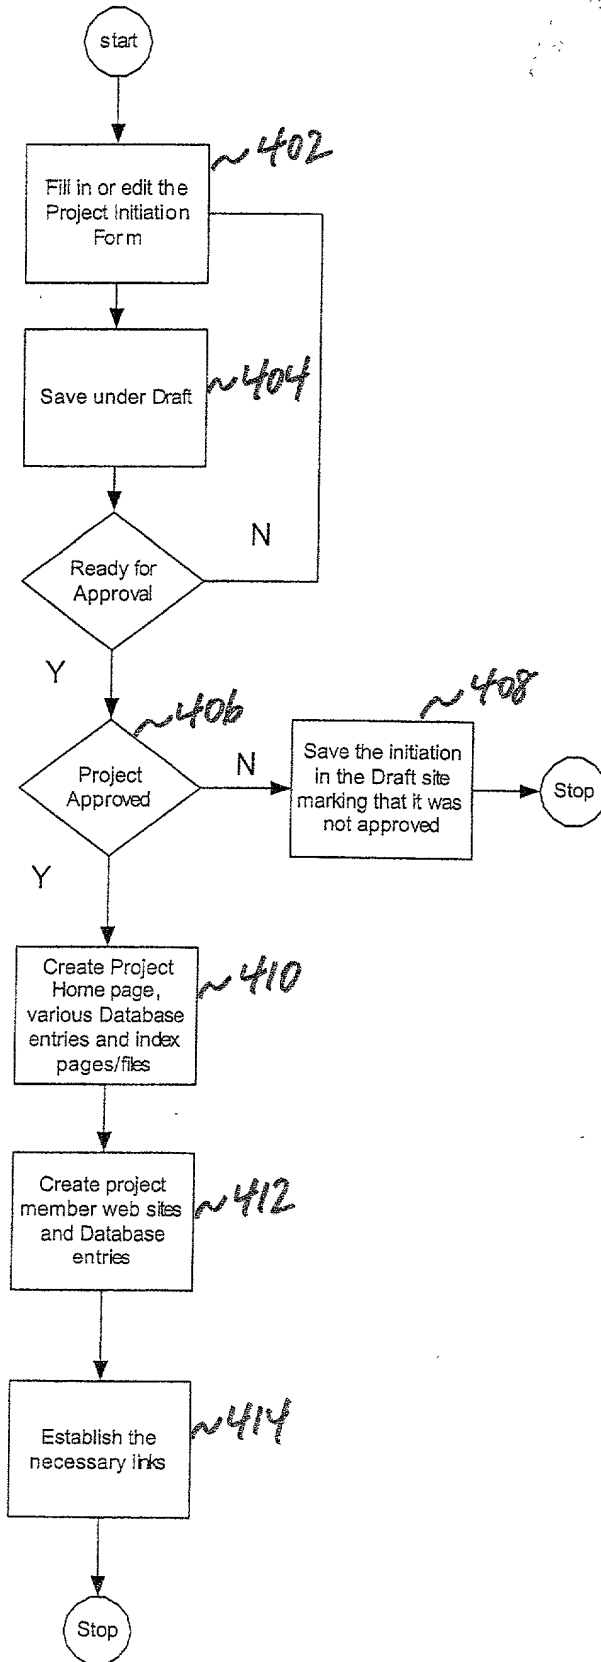 start
~402
Fill in or edit the
Project Initiation
Form
Save under Draft
~404
N
Ready for
Approval
Y
~406
Project
Approved
N
~408
Save the initiation
in the Draft site
marking that it was
not approved
Stop
Y
Create Project
Home page,
various Database
entries and index
pages/files
~410
Create project
member web sites
and Database
entries
~412
Establish the
necessary links
~414
Stop